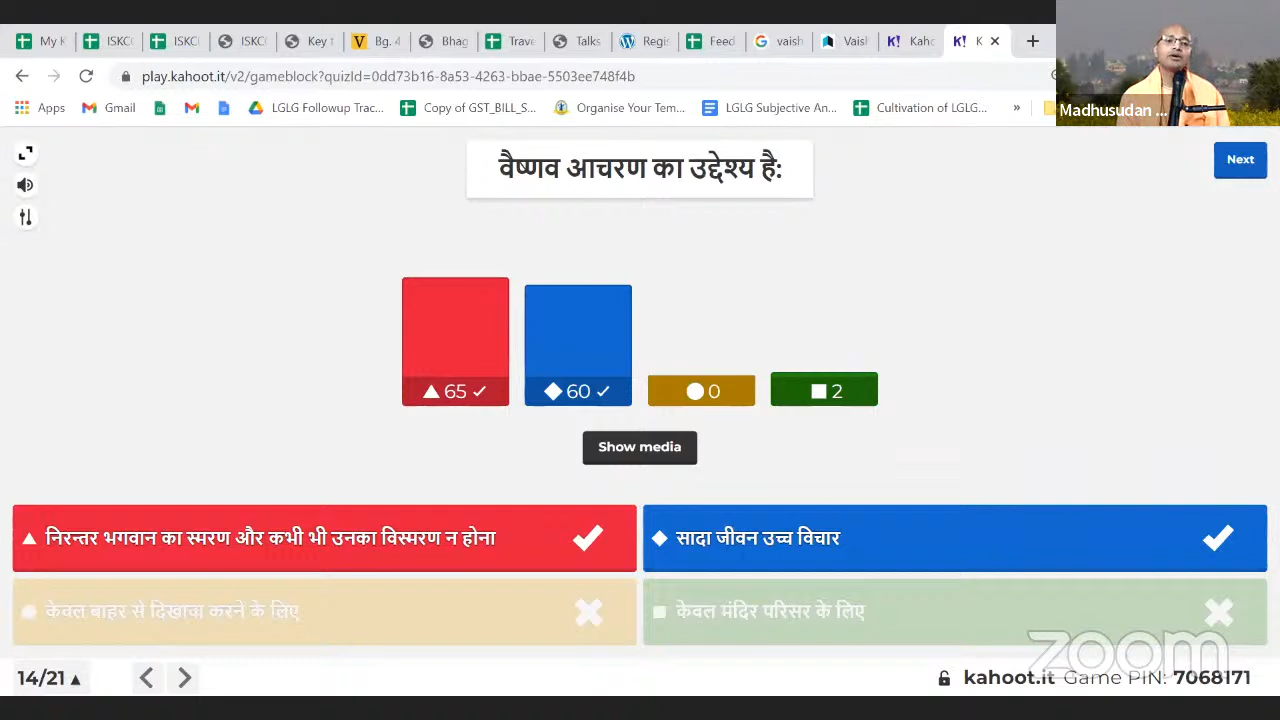 My K
ISKC
ISKC
ISKC
Key t
Bg. 4
Bhag
Trave
Talks
Regis
Feed
vaish
Vaish
Kaho
K
play.kahoot.it/v2/gameblock?quizId=0dd73b16-8a53-4263-bbae-5503ee748f4b
Apps
Gmail
LGLG Followup Trac...
Copy of GST_BILL_S...
Organise Your Tem...
LGLG Subjective An...
Cultivation of LGLG...
»
Madhusudan ...
वैष्णव आचरण का उद्देश्य है:
Next
65
60
0
2
Show media
निरन्तर भगवान का स्मरण और कभी भी उनका विस्मरण न होना
सादा जीवन उच्च विचार
केवल बाहर से दिखावा करने के लिए
केवल मंदिर परिसर के लिए
zoom
14/21
kahoot.it Game PIN: 7068171